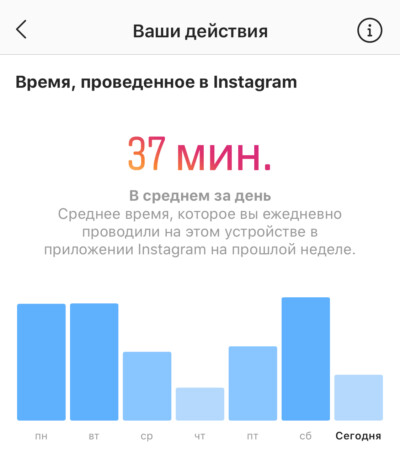 Ваши действия
Время, проведенное в Instagram
37 мин.
В среднем за день
Среднее время, которое вы ежедневно
проводили на этом устройстве в
приложении Instagram на прошлой неделе.
пн вт ср чт пт сб Сегодня